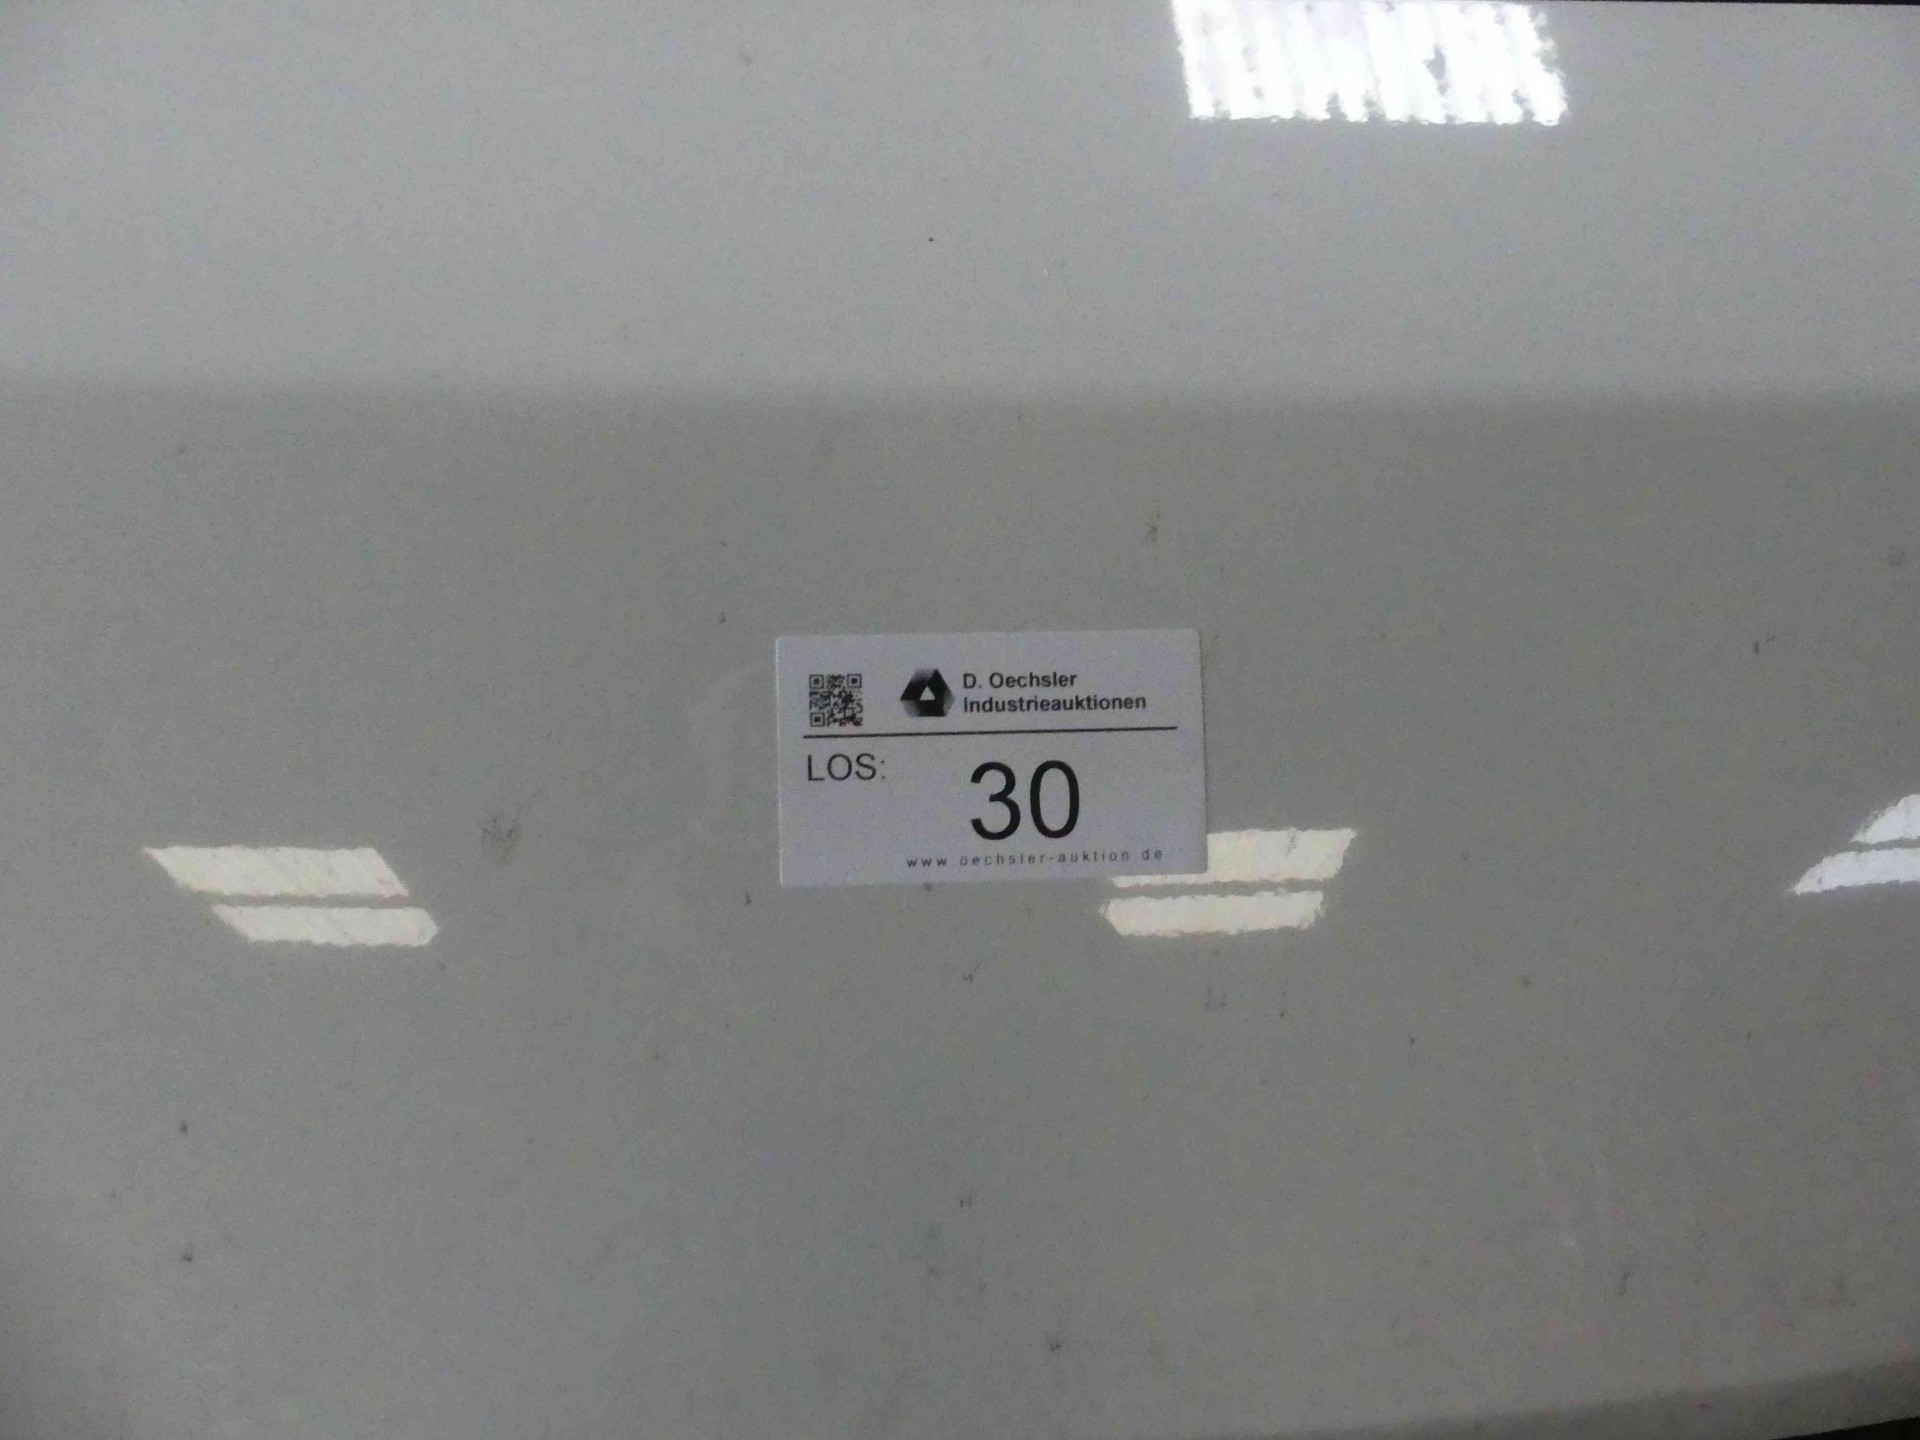 D. Oechsler
Industrieauktionen
LOS:
30
www.oechsler-auktion.de